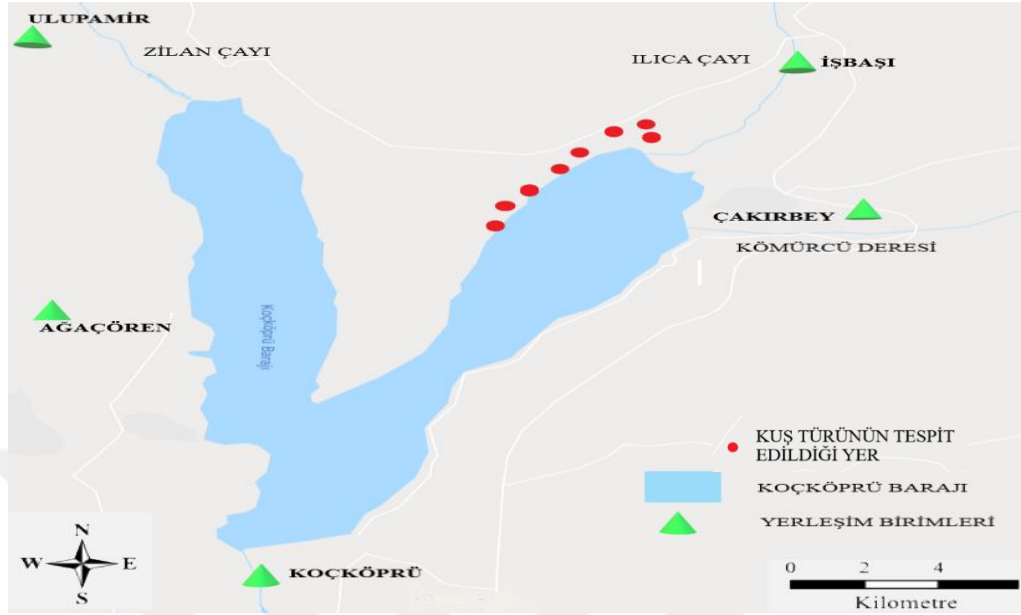 ULUPAMİR
ZİLAN ÇAYI
ILICA ÇAYI
İŞBAŞI
ÇAKIRBEY
KÖMÜRCÜ DERESİ
Koçköprü Barajı
AĞAÇÖREN
KUŞ TÜRÜNÜN TESPİT
EDİLDİĞİ YER
KOÇKÖPRÜ BARAJI
YERLEŞİM BİRİMLERİ
N
W E
S
KOÇKÖPRÜ
0 2 4
Kilometre